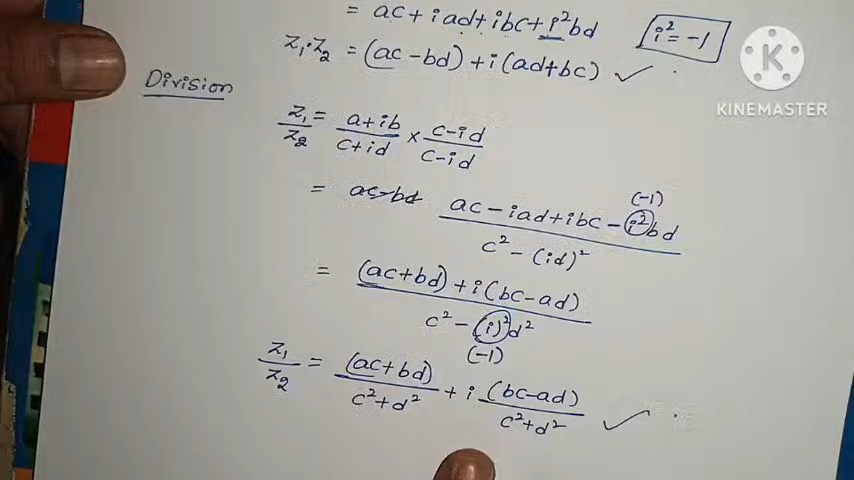 = ac + iad + ibc + i²bd
i² = -1
z₁·z₂ = (ac - bd) + i(ad + bc) ✓
K
KINEMASTER
Division
z₁/z₂ = (a+ib)/(c+id) × (c-id)/(c-id)
(-1)
= ac-bd (ac - iad + ibc - i²bd)/(c² - (id)²)
= ((ac+bd) + i(bc-ad))/(c² - (i)²d²)
(-1)
z₁/z₂ = (ac+bd)/(c²+d²) + i (bc-ad)/(c²+d²) ✓